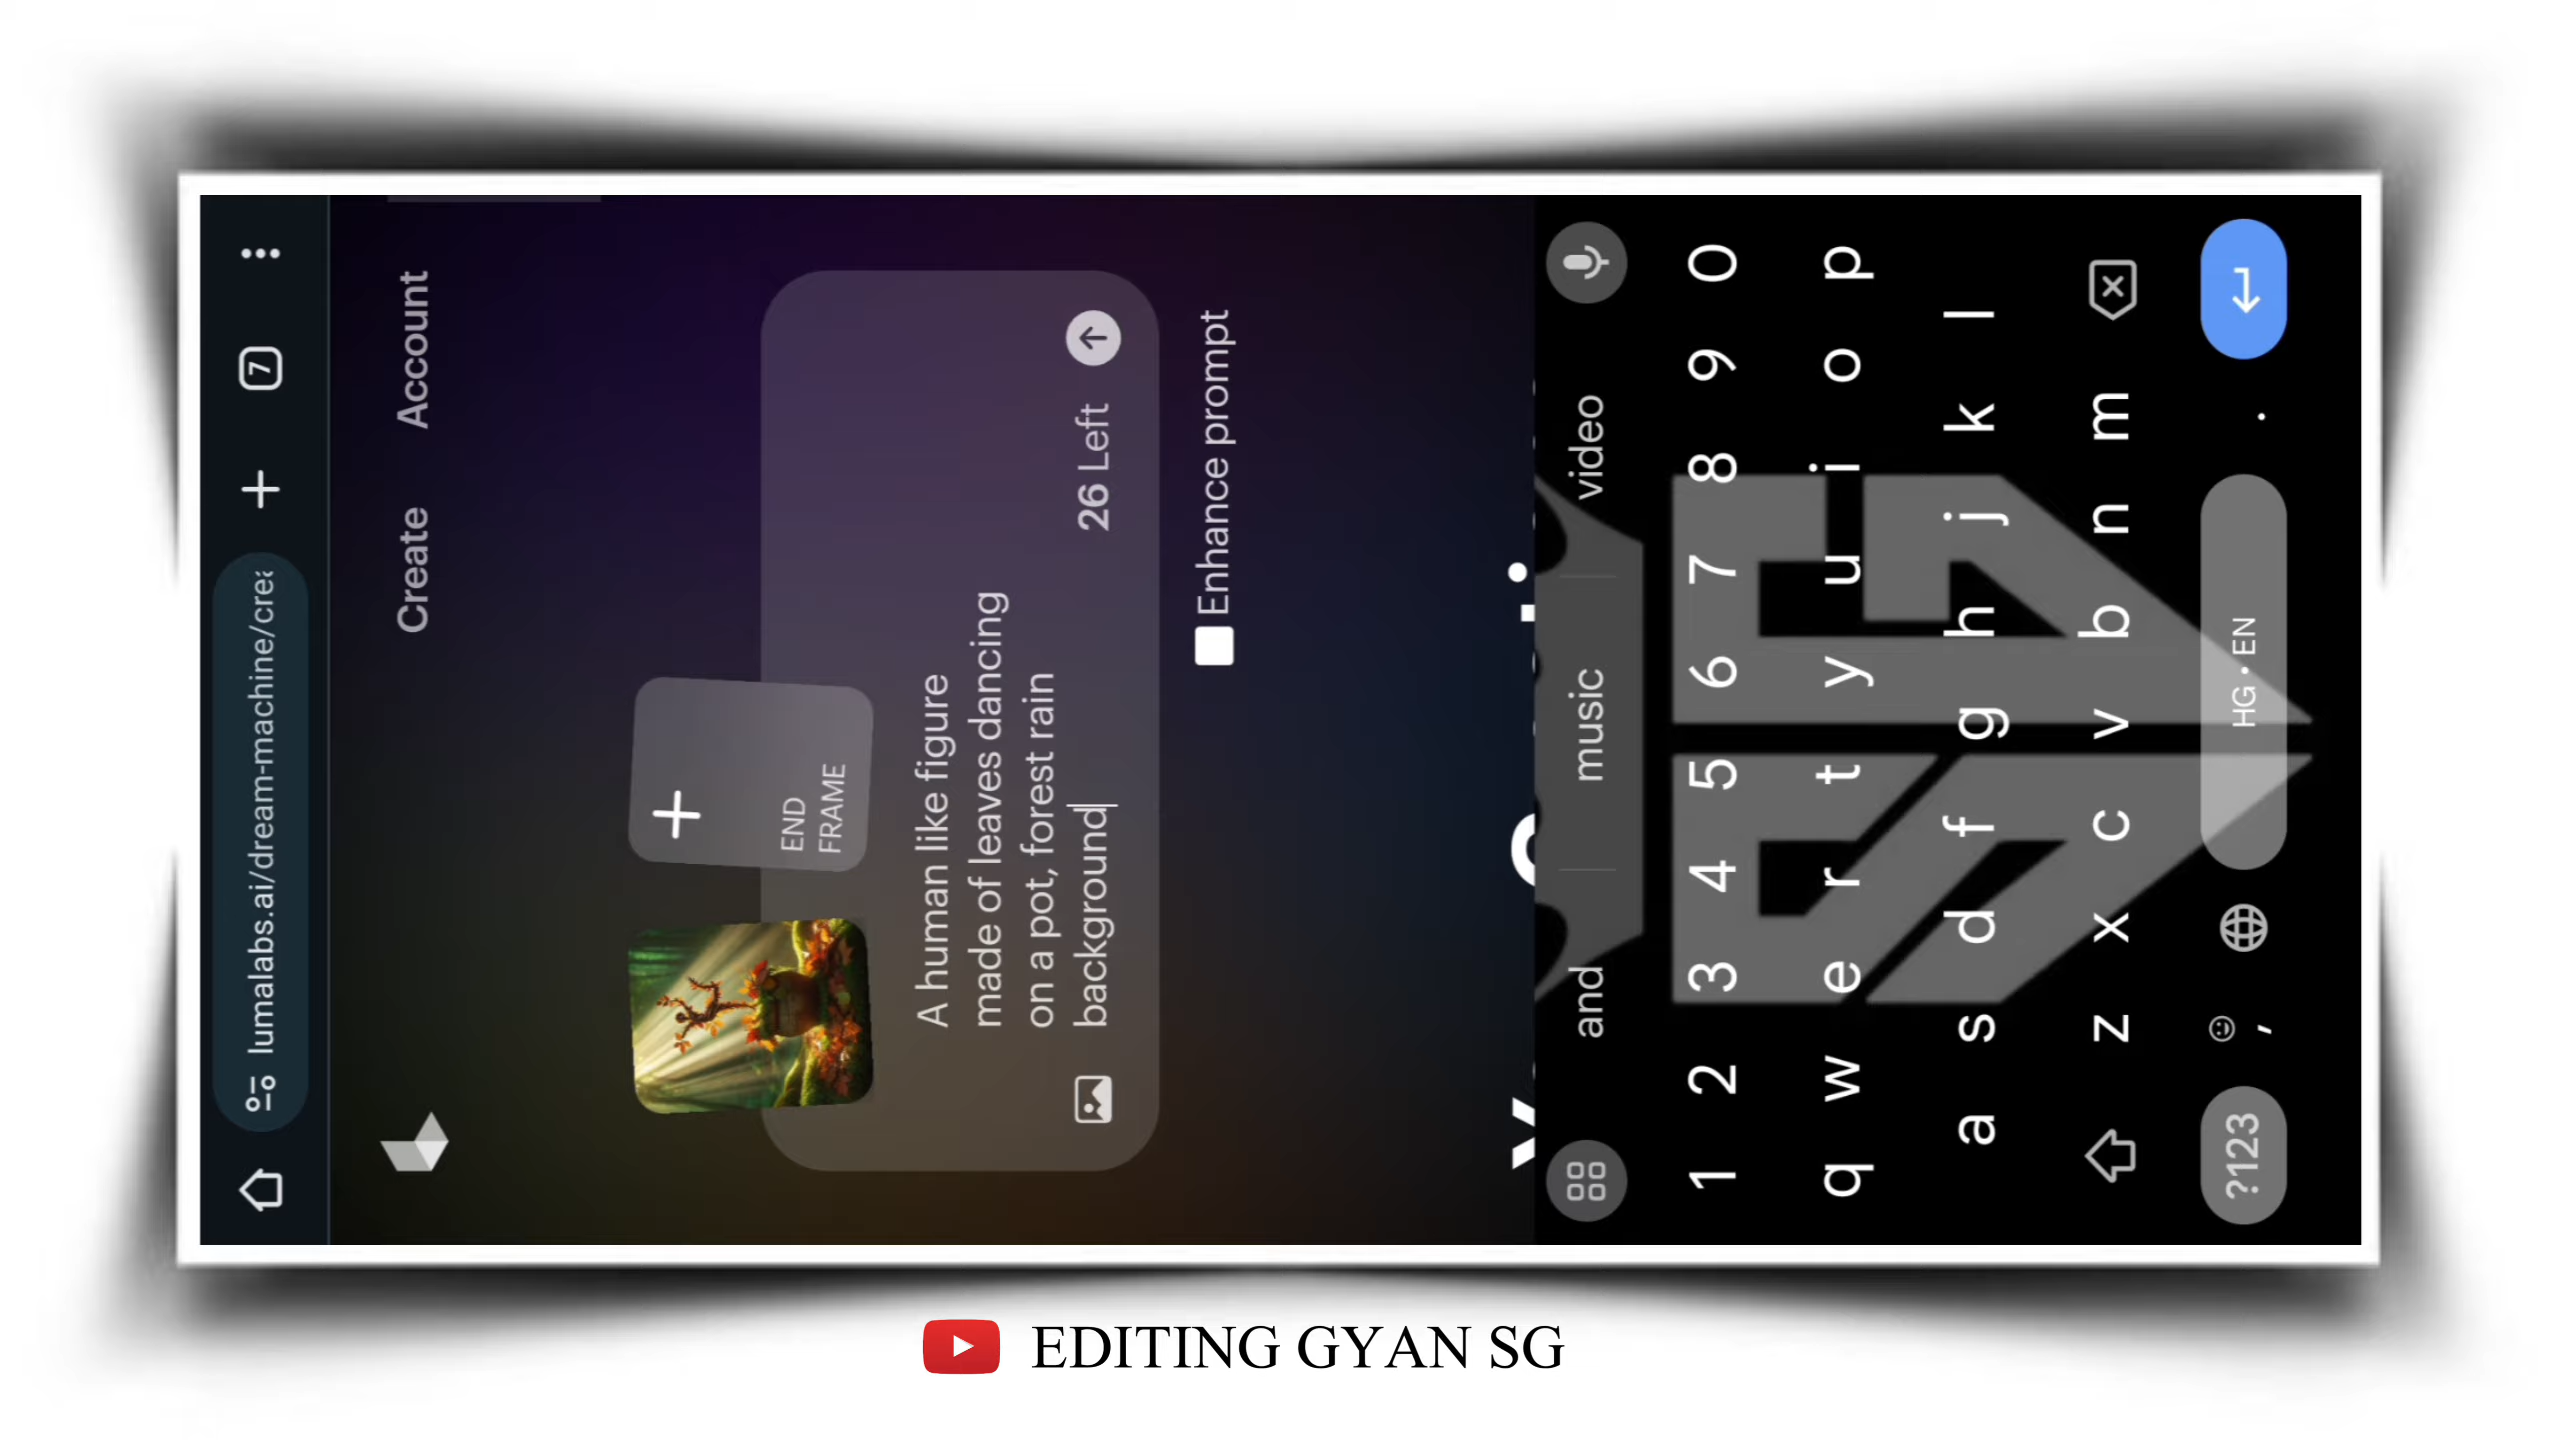 7
lumalabs.ai/dream-machine/cre
Create
Account
END
FRAME
A human like figure
made of leaves dancing
on a pot, forest rain
background
26 Left
Enhance prompt
and
music
video
1 2 3 4 5 6 7 8 9 0
q w e r t y u i o p
a s d f g h j k l
z x c v b n m
?123
,
HG • EN
.
EDITING GYAN SG